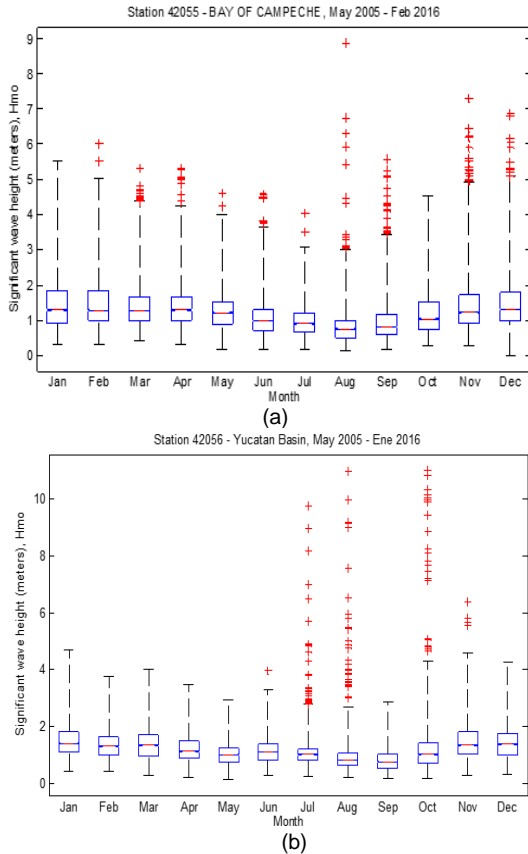 Station 42055 - BAY OF CAMPECHE, May 2005 - Feb 2016
Significant wave height (meters), Hmo
9
8
7
6
5
4
3
2
1
0
Jan Feb Mar Apr May Jun Jul Aug Sep Oct Nov Dec
Month
(a)
Station 42056 - Yucatan Basin, May 2005 - Ene 2016
Significant wave height (meters), Hmo
10
8
6
4
2
0
Jan Feb Mar Apr May Jun Jul Aug Sep Oct Nov Dec
Month
(b)